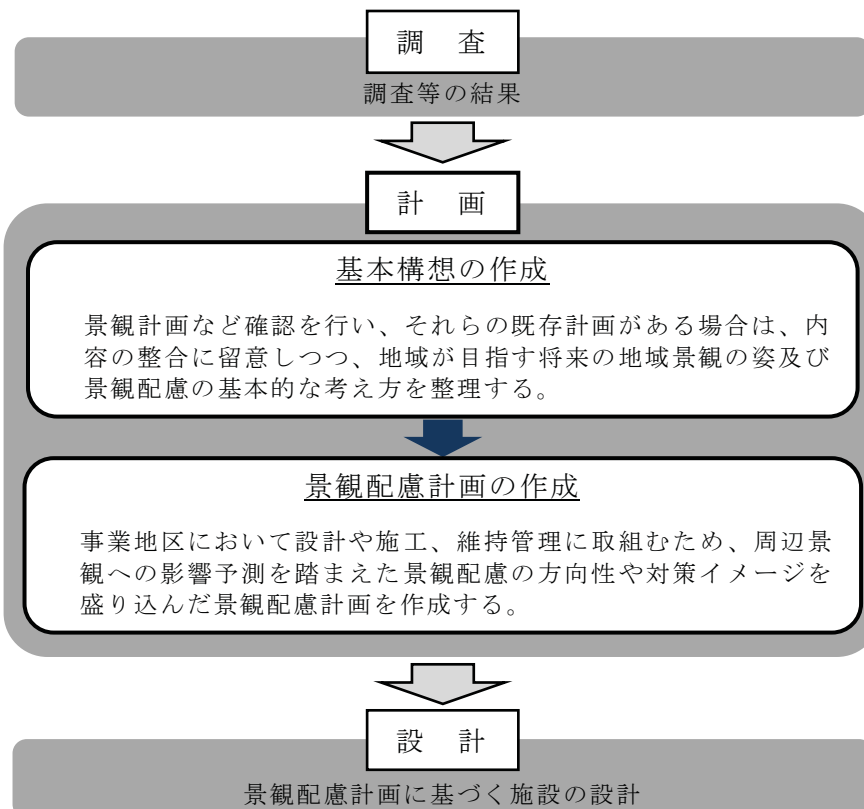 調　査
調査等の結果
計　画
基本構想の作成
景観計画など確認を行い、それらの既存計画がある場合は、内
容の整合に留意しつつ、地域が目指す将来の地域景観の姿及び
景観配慮の基本的な考え方を整理する。
景観配慮計画の作成
事業地区において設計や施工、維持管理に取組むため、周辺景
観への影響予測を踏まえた景観配慮の方向性や対策イメージを
盛り込んだ景観配慮計画を作成する。
設　計
景観配慮計画に基づく施設の設計